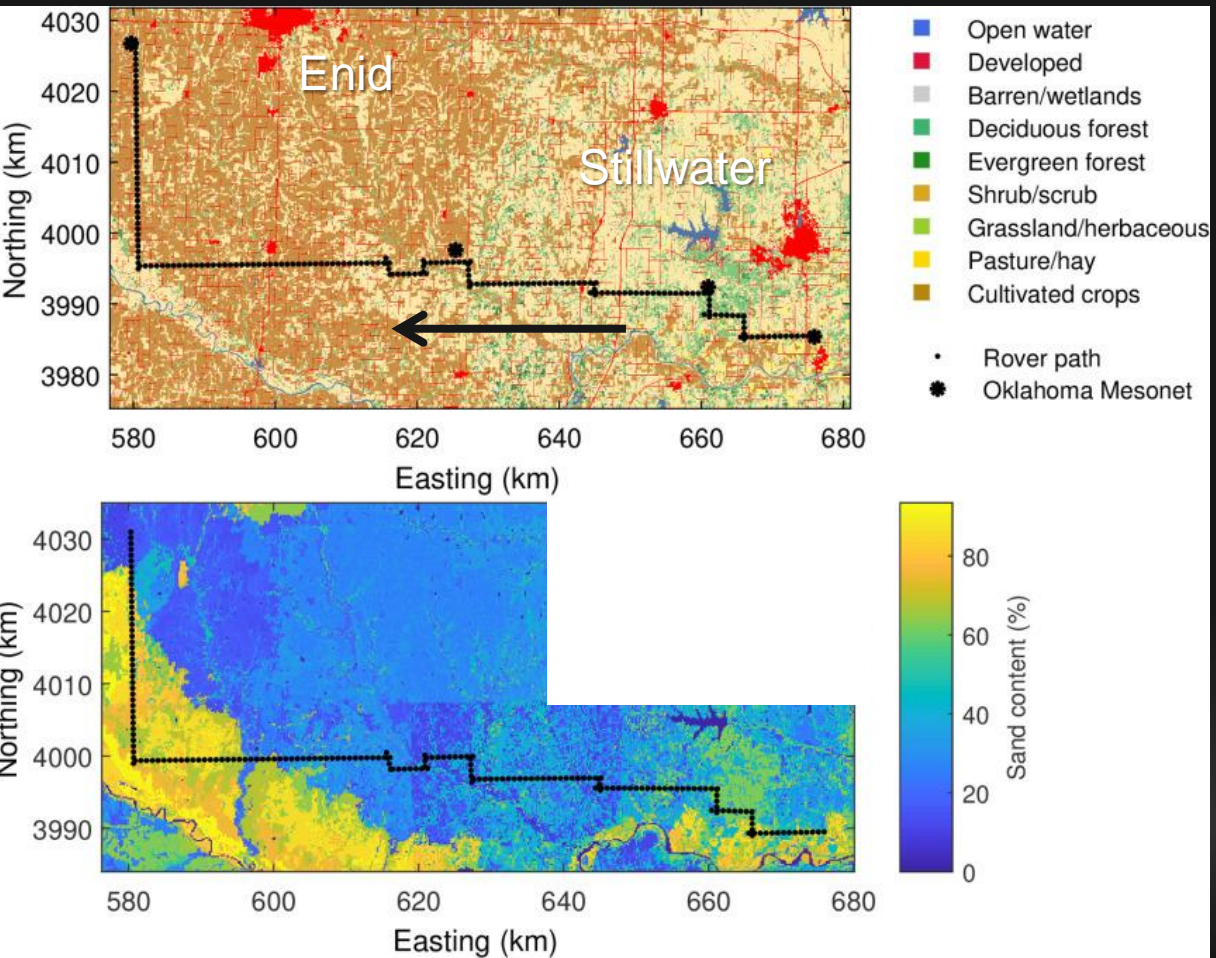 4030
4020
4010
4000
3990
3980
Northing (km)
Enid
Stillwater
580 600 620 640 660 680
Easting (km)
Open water
Developed
Barren/wetlands
Deciduous forest
Evergreen forest
Shrub/scrub
Grassland/herbaceous
Pasture/hay
Cultivated crops
Rover path
Oklahoma Mesonet
4030
4020
4010
4000
3990
Northing (km)
580 600 620 640 660 680
Easting (km)
80
60
40
20
0
Sand content (%)